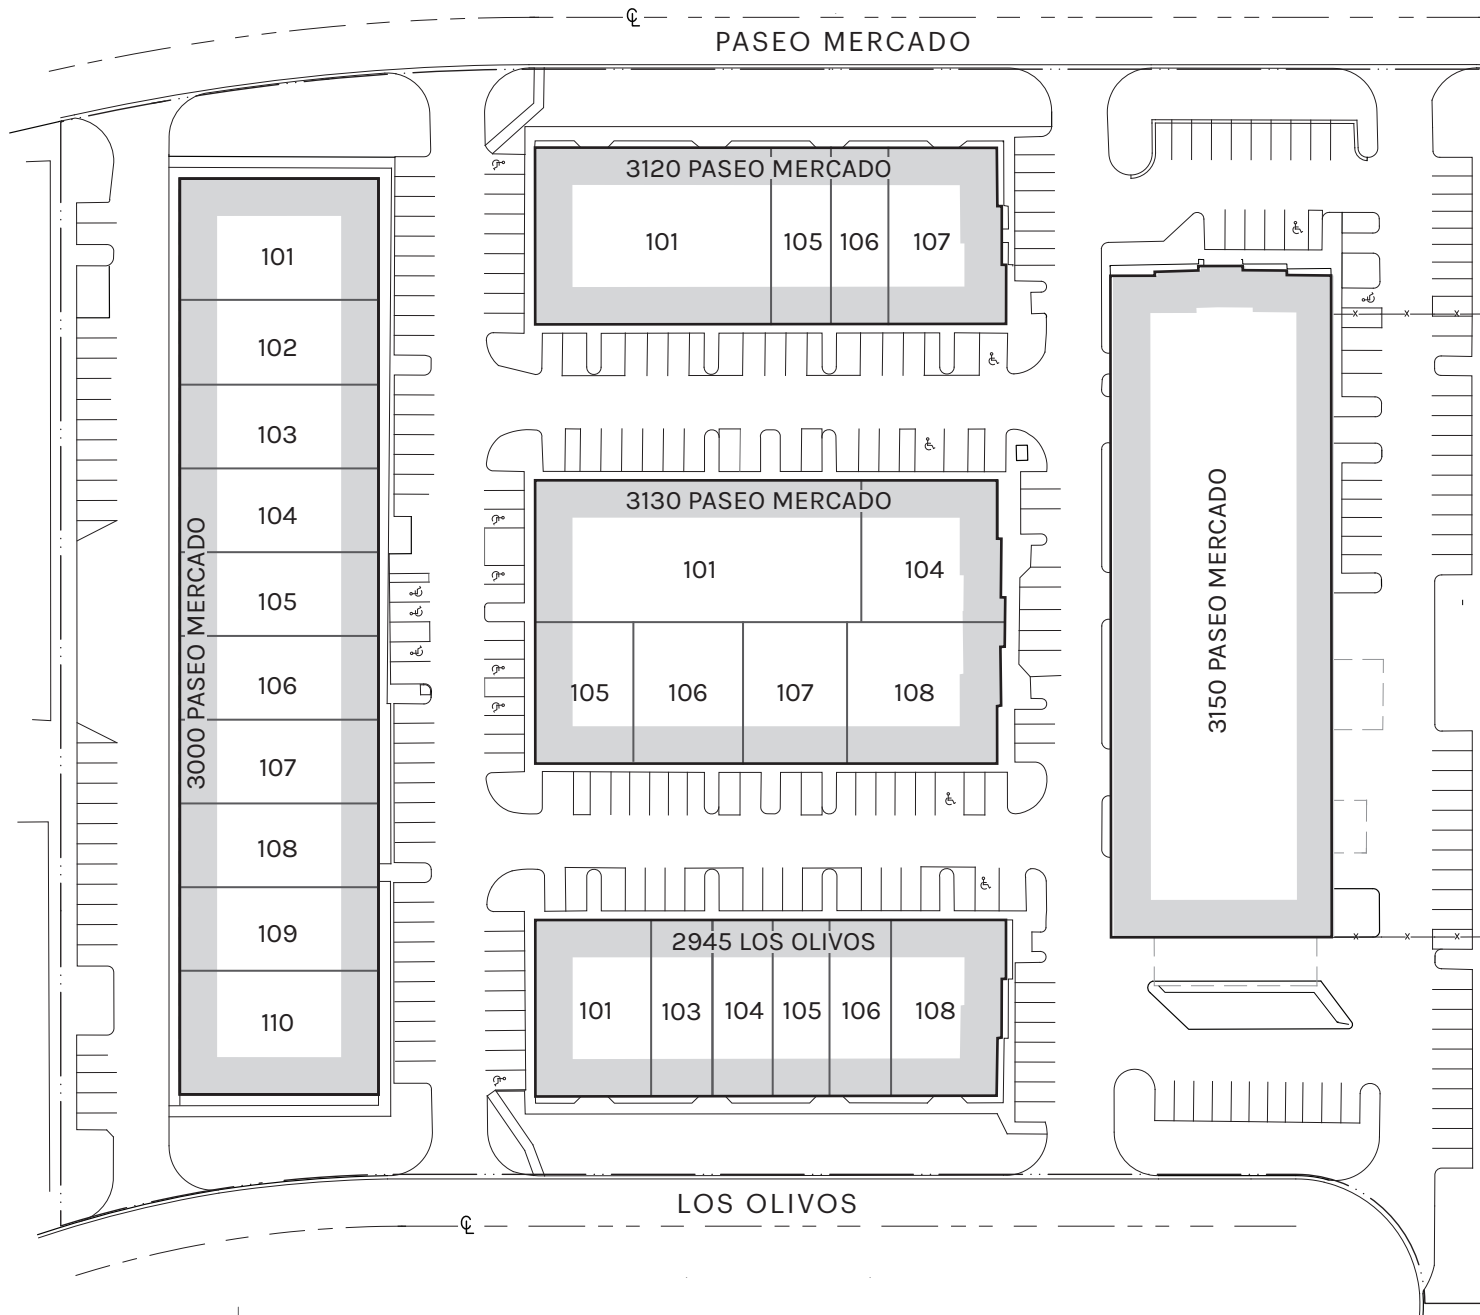 ℄
PASEO MERCADO
3000 PASEO MERCADO
101
102
103
104
105
106
107
108
109
110
3120 PASEO MERCADO
101 105 106 107
3130 PASEO MERCADO
101 104
105 106 107 108
2945 LOS OLIVOS
101 103 104 105 106 108
3150 PASEO MERCADO
LOS OLIVOS
℄